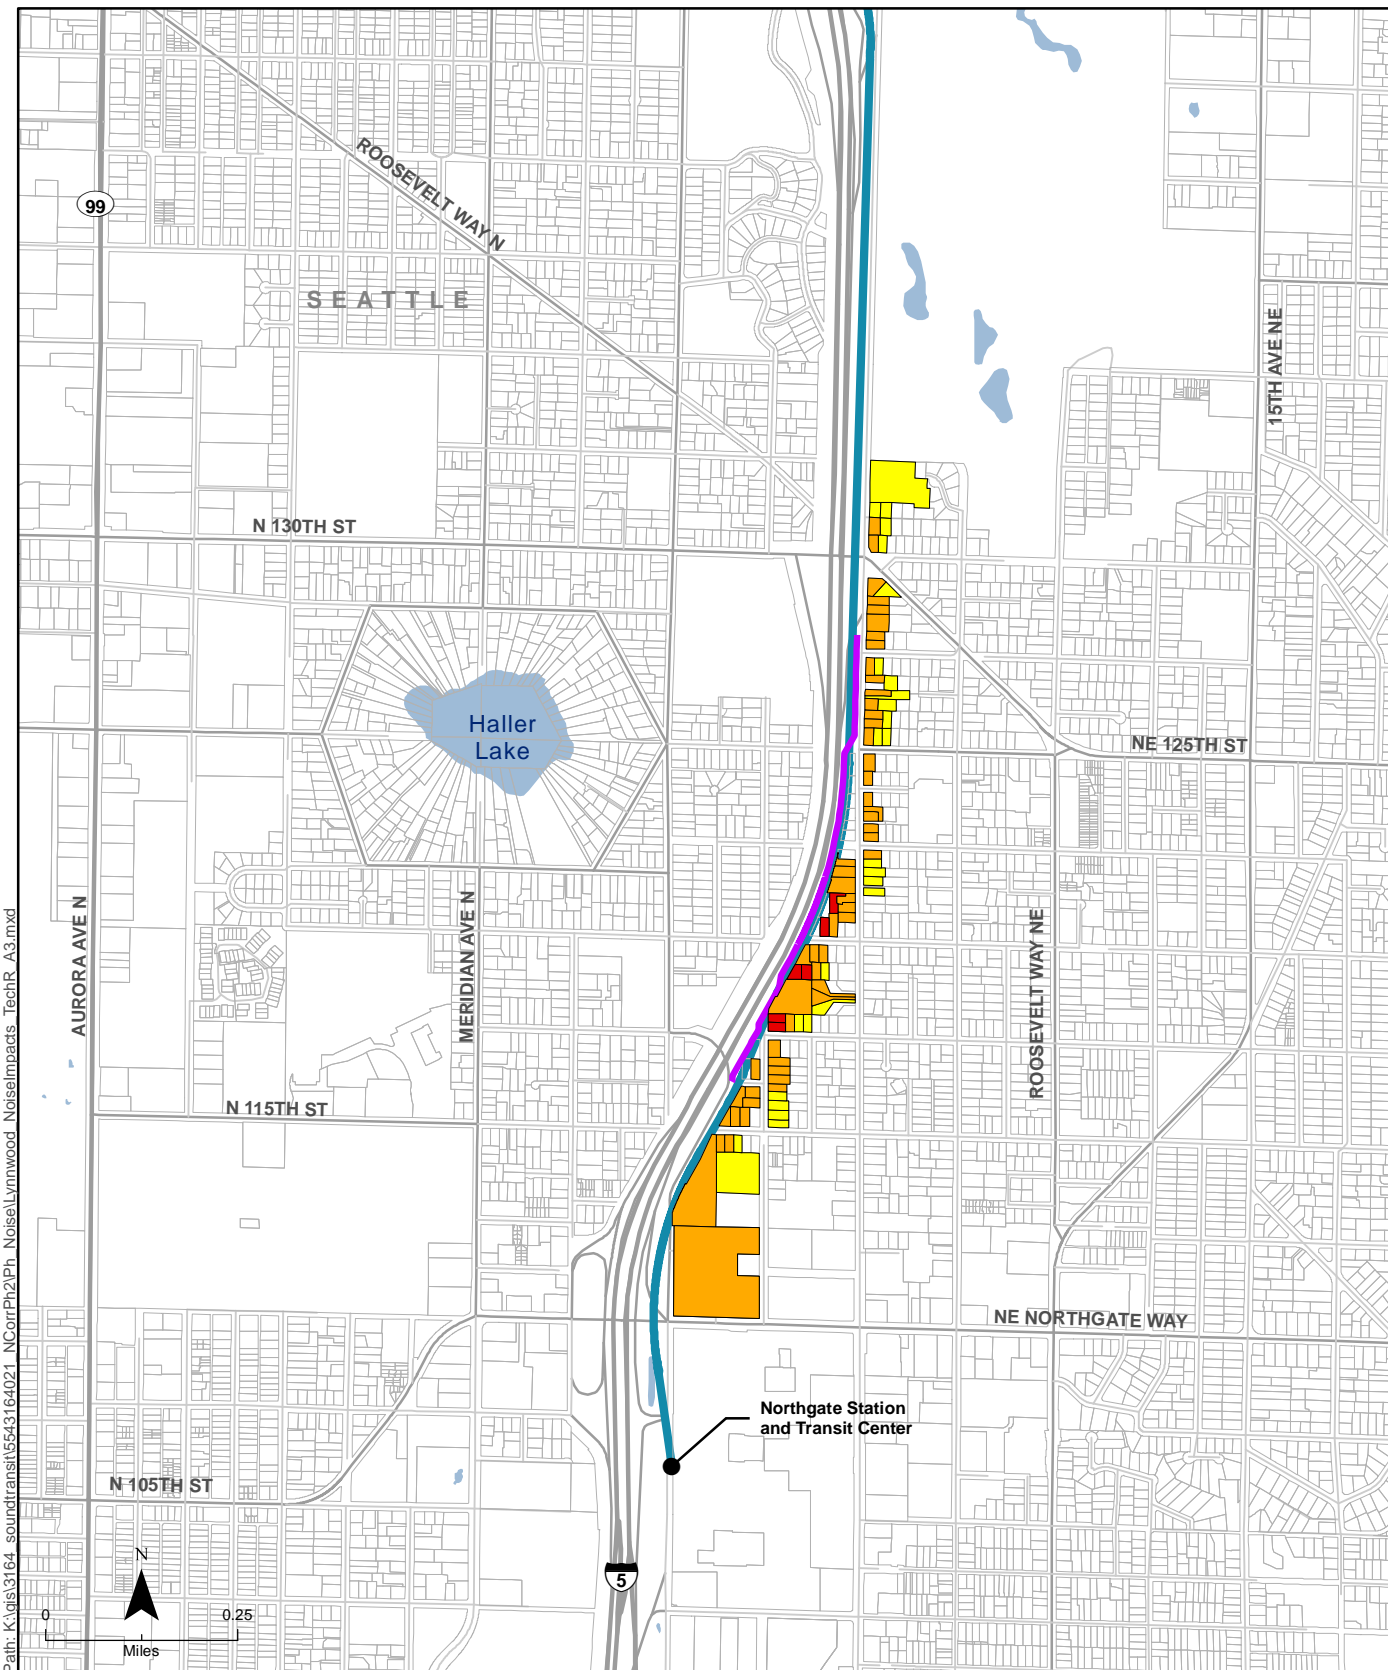 ROOSEVELT WAY N
99
SEATTLE
15TH AVE NE
N 130TH ST
Haller
Lake
NE 125TH ST
AURORA AVE N
MERIDIAN AVE N
ROOSEVELT WAY NE
N 115TH ST
NE NORTHGATE WAY
Northgate Station
and Transit Center
N 105TH ST
N
5
0 0.25
Miles
Path: K:\gis\3164_soundtransit\5543164021_NCorrPh2\Ph_Noise\Lynnwood_NoiseImpacts_TechR_A3.mxd